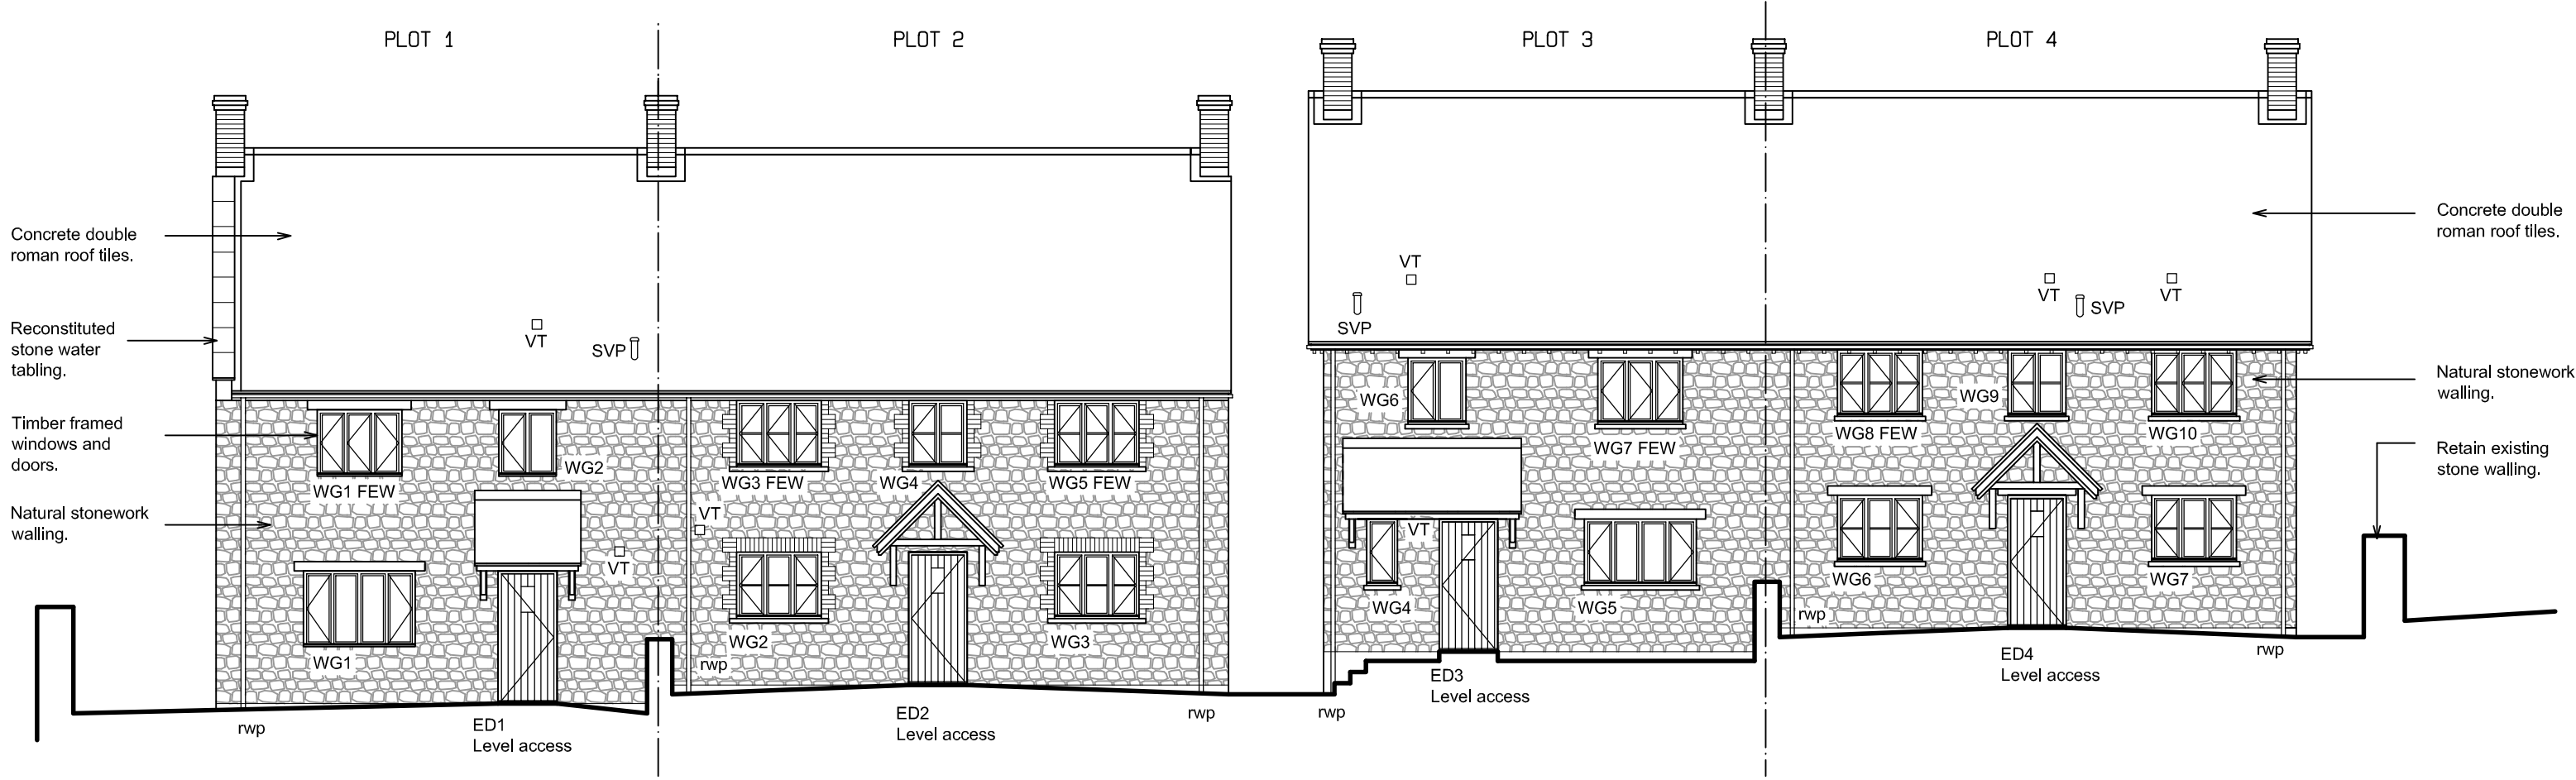 PLOT 1
PLOT 2
PLOT 3
PLOT 4
Concrete double
roman roof tiles.
Reconstituted
stone water
tabling.
Timber framed
windows and
doors.
Natural stonework
walling.
VT
SVP
WG1 FEW
WG2
VT
WG1
rwp
ED1
Level access
WG3 FEW
WG4
WG5 FEW
VT
WG2
WG3
rwp
ED2
Level access
rwp
VT
SVP
WG6
WG7 FEW
VT
WG4
WG5
rwp
ED3
Level access
VT
SVP
VT
WG8 FEW
WG9
WG10
WG6
WG7
rwp
ED4
Level access
rwp
Concrete double
roman roof tiles.
Natural stonework
walling.
Retain existing
stone walling.